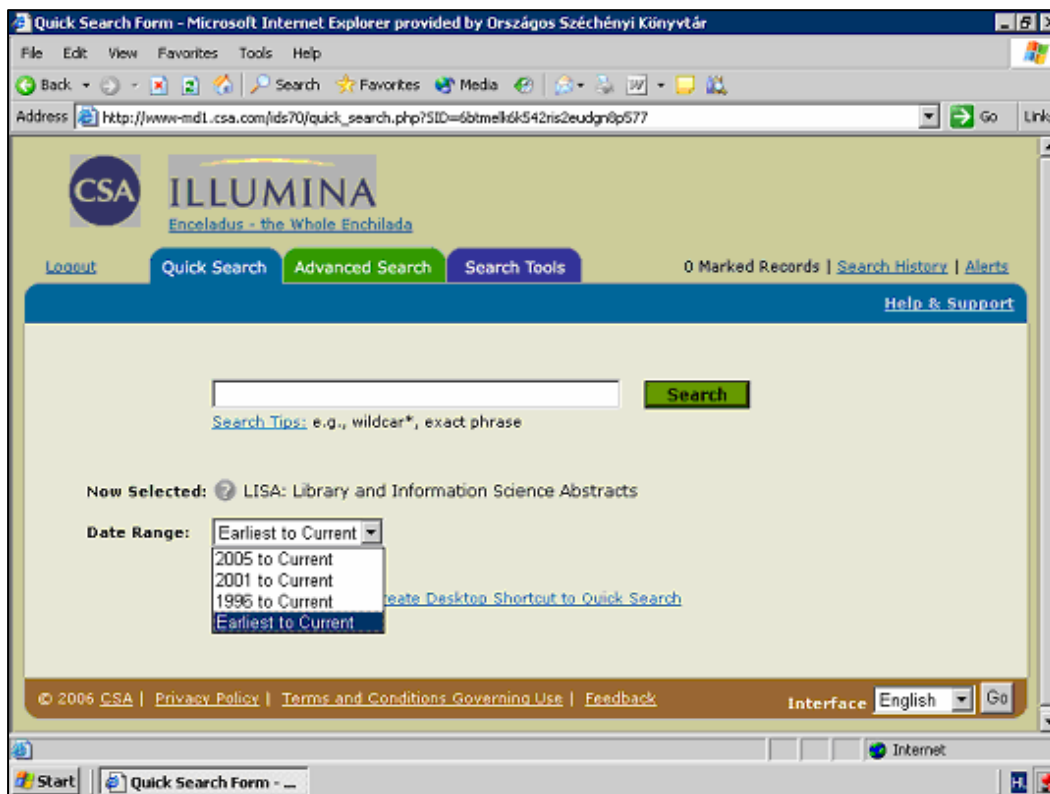 Quick Search Form - Microsoft Internet Explorer provided by Országos Széchényi Könyvtár
File Edit View Favorites Tools Help
Back Search Favorites Media
Address http://www-md1.csa.com/ids70/quick_search.php?SID=6btmelk6k542ris2eudgn8p577 Go Links
CSA ILLUMINA
Enceladus - the Whole Enchilada
Logout Quick Search Advanced Search Search Tools 0 Marked Records | Search History | Alerts
Help & Support
Search
Search Tips: e.g., wildcar*, exact phrase
Now Selected: ? LISA: Library and Information Science Abstracts
Date Range: Earliest to Current
2005 to Current
2001 to Current
1996 to Current
reate Desktop Shortcut to Quick Search
Earliest to Current
© 2006 CSA | Privacy Policy | Terms and Conditions Governing Use | Feedback Interface English Go
Internet
Start Quick Search Form - ... HU